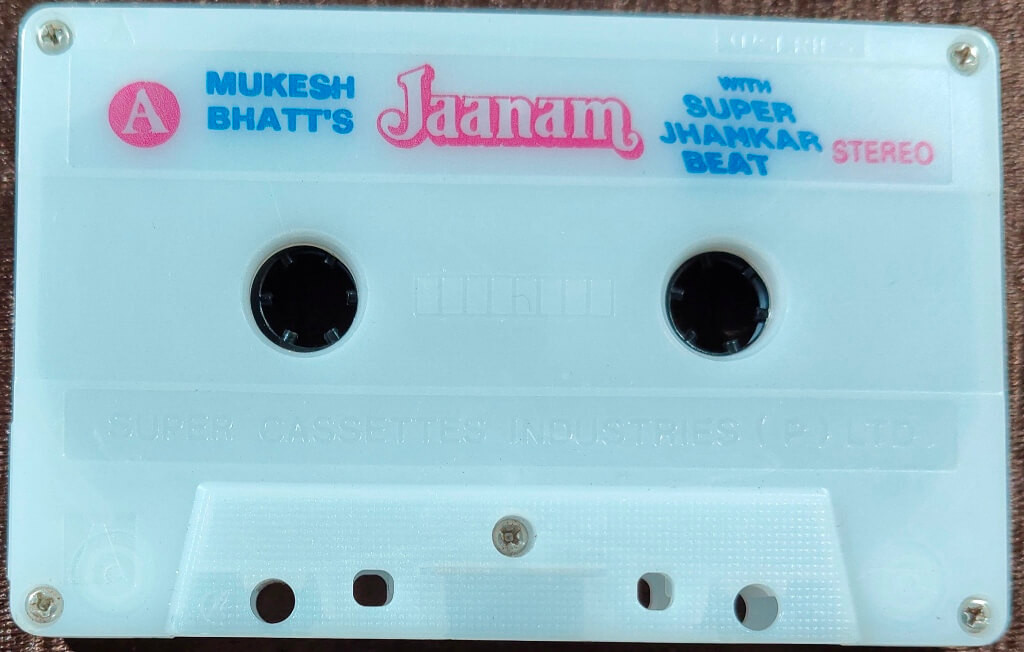 A
MUKESH
BHATT'S
Jaanam
WITH
SUPER
JHAMKAR
BEAT
STEREO
SUPER CASSETTES INDUSTRIES (P) LTD.